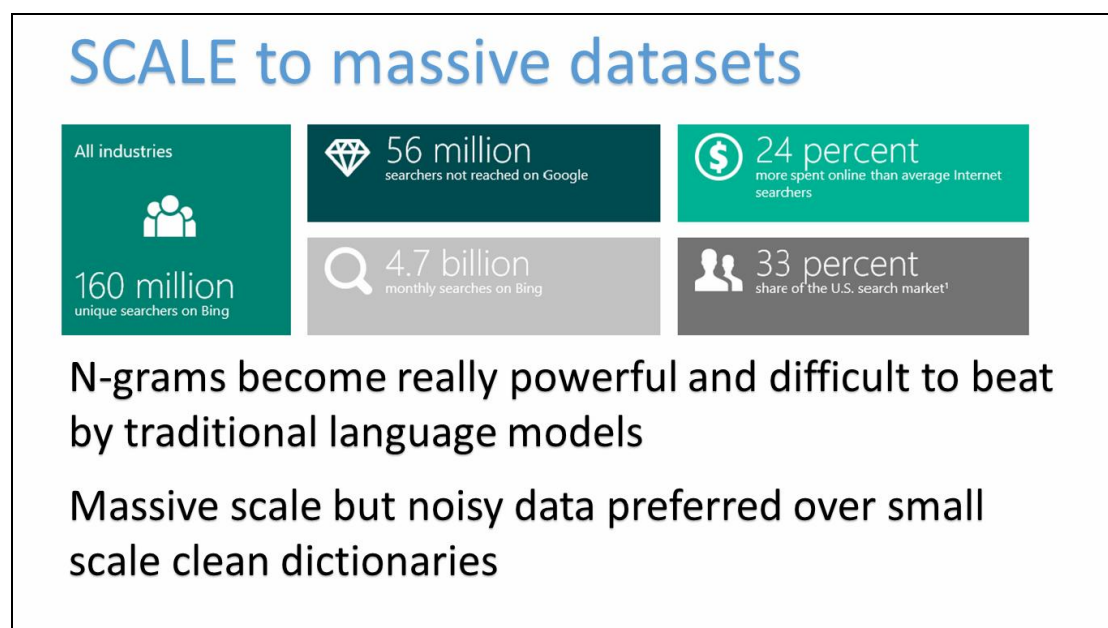 SCALE to massive datasets
All industries
160 million
unique searchers on Bing
56 million
searchers not reached on Google
24 percent
more spent online than average Internet
searchers
4.7 billion
monthly searches on Bing
33 percent
share of the U.S. search market¹
N-grams become really powerful and difficult to beat
by traditional language models
Massive scale but noisy data preferred over small
scale clean dictionaries